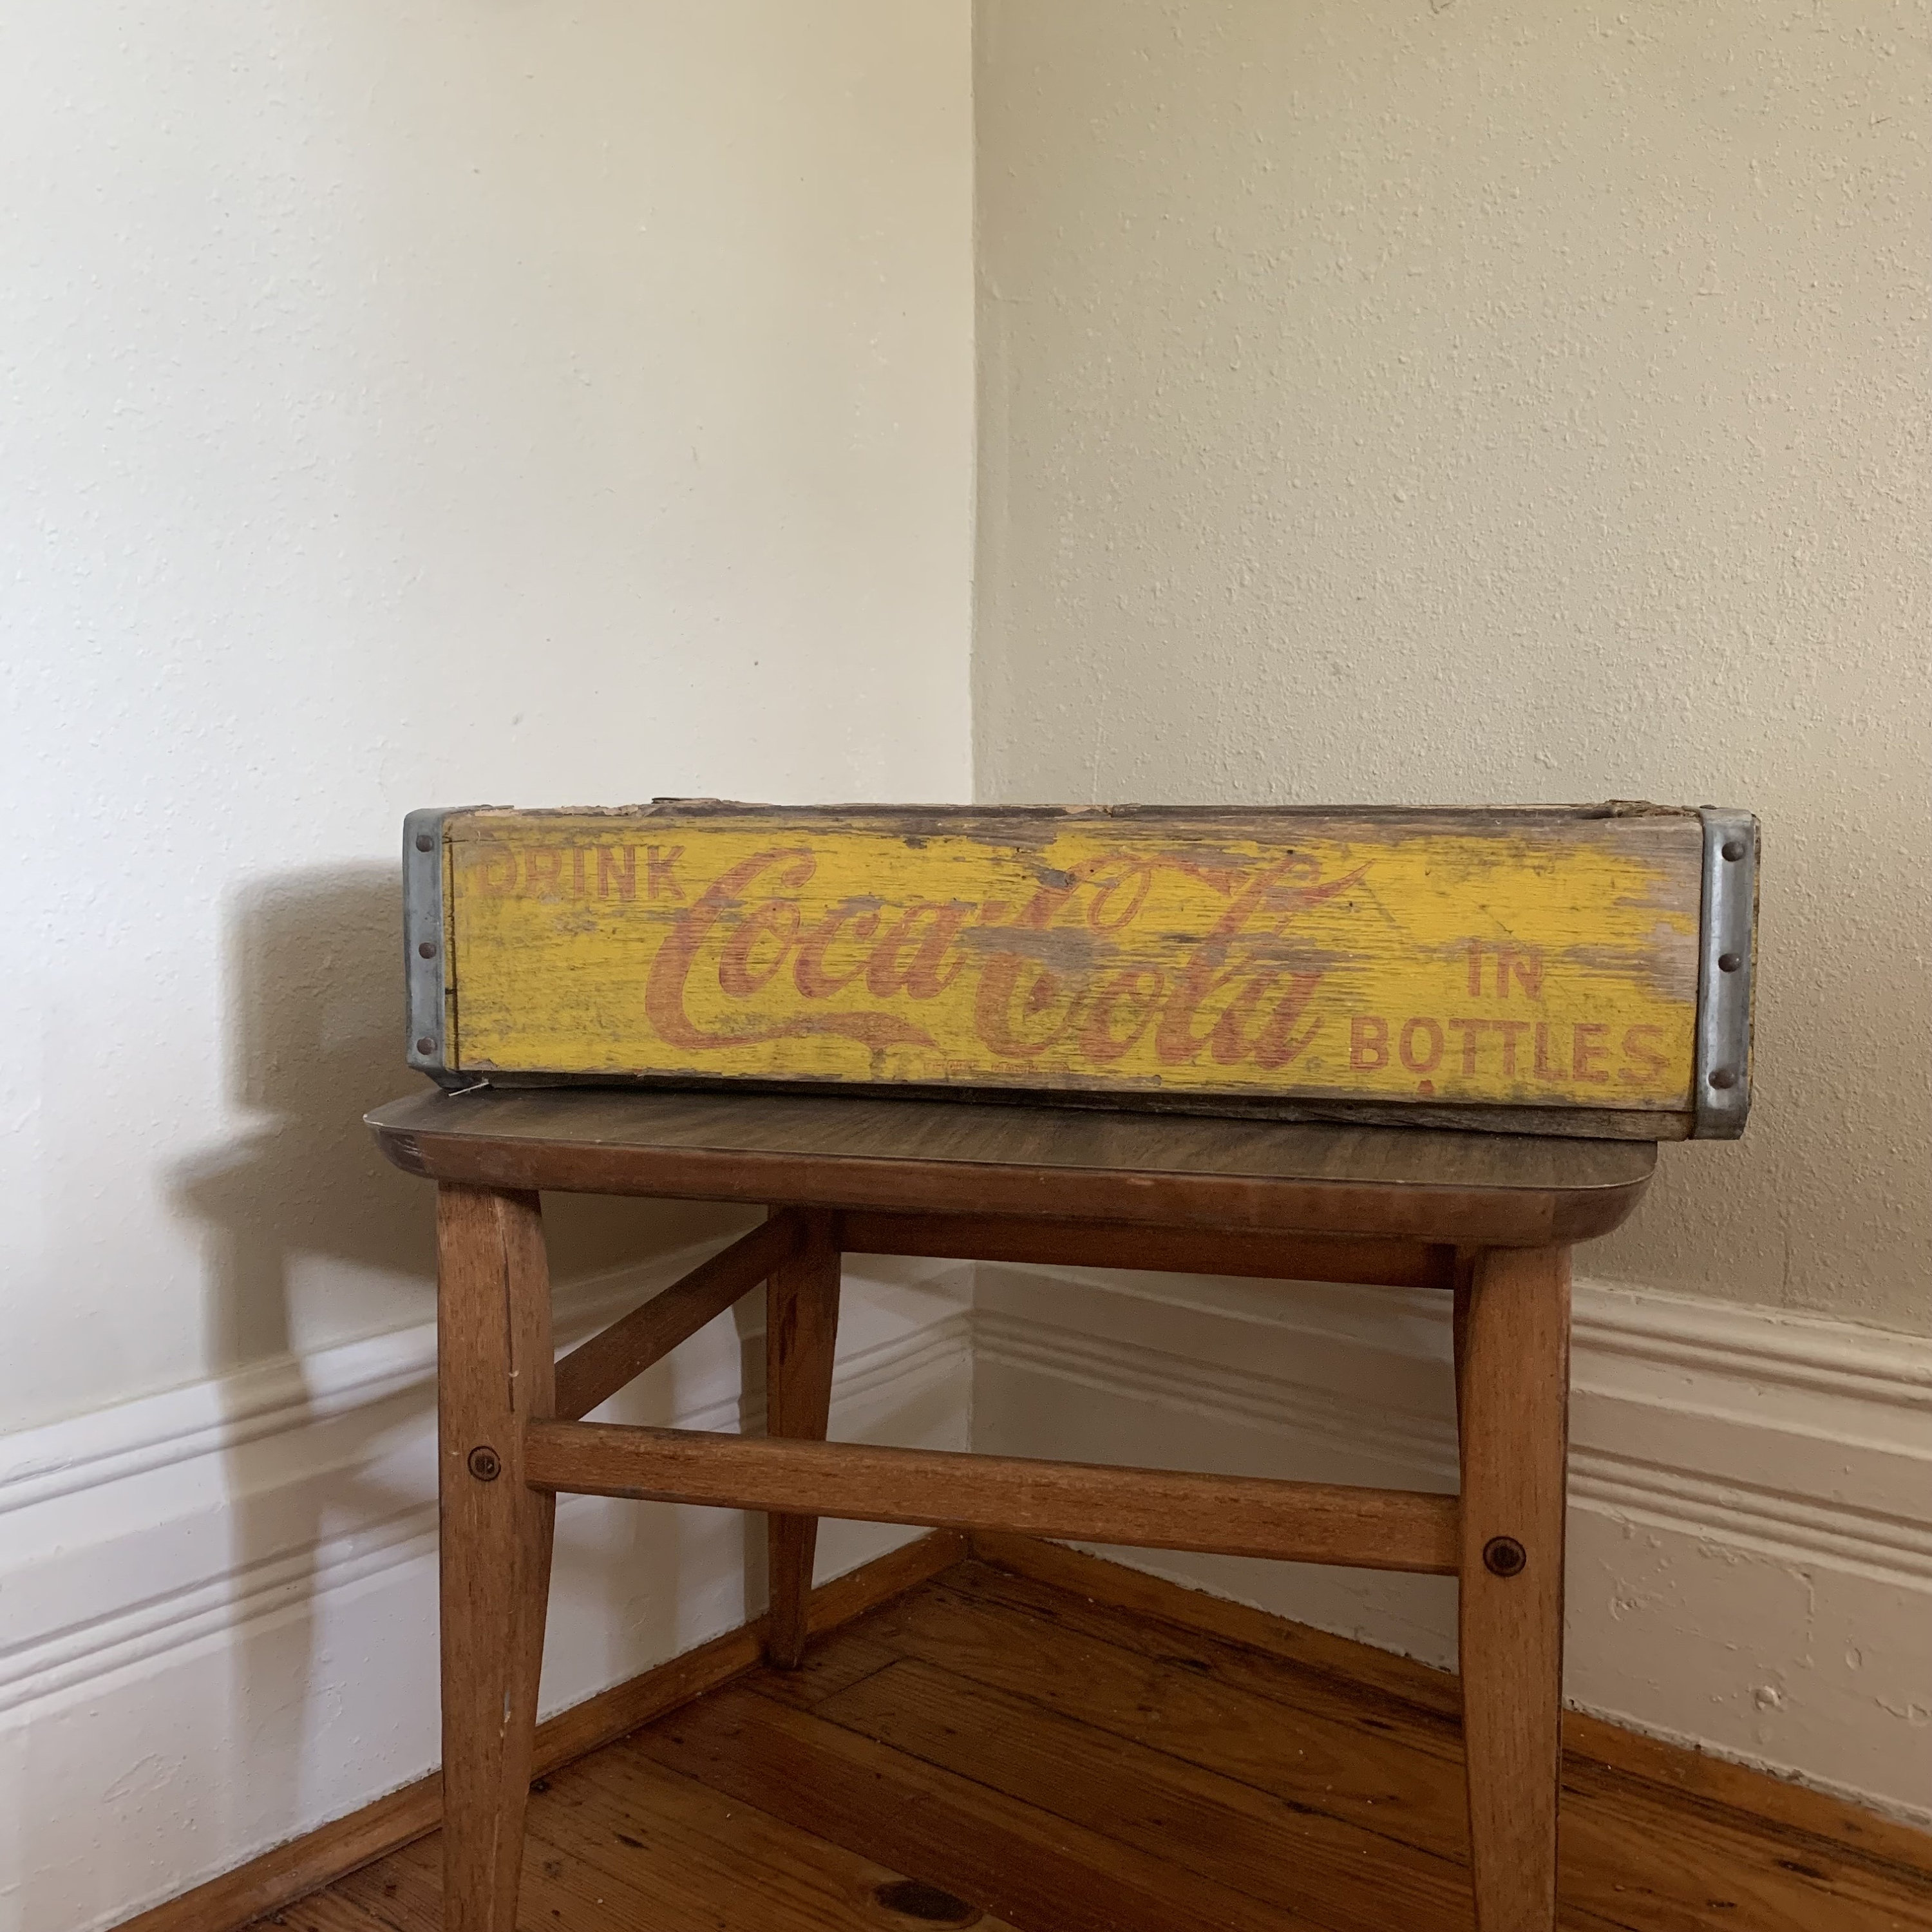 DRINK Coca-Cola
IN
BOTTLES